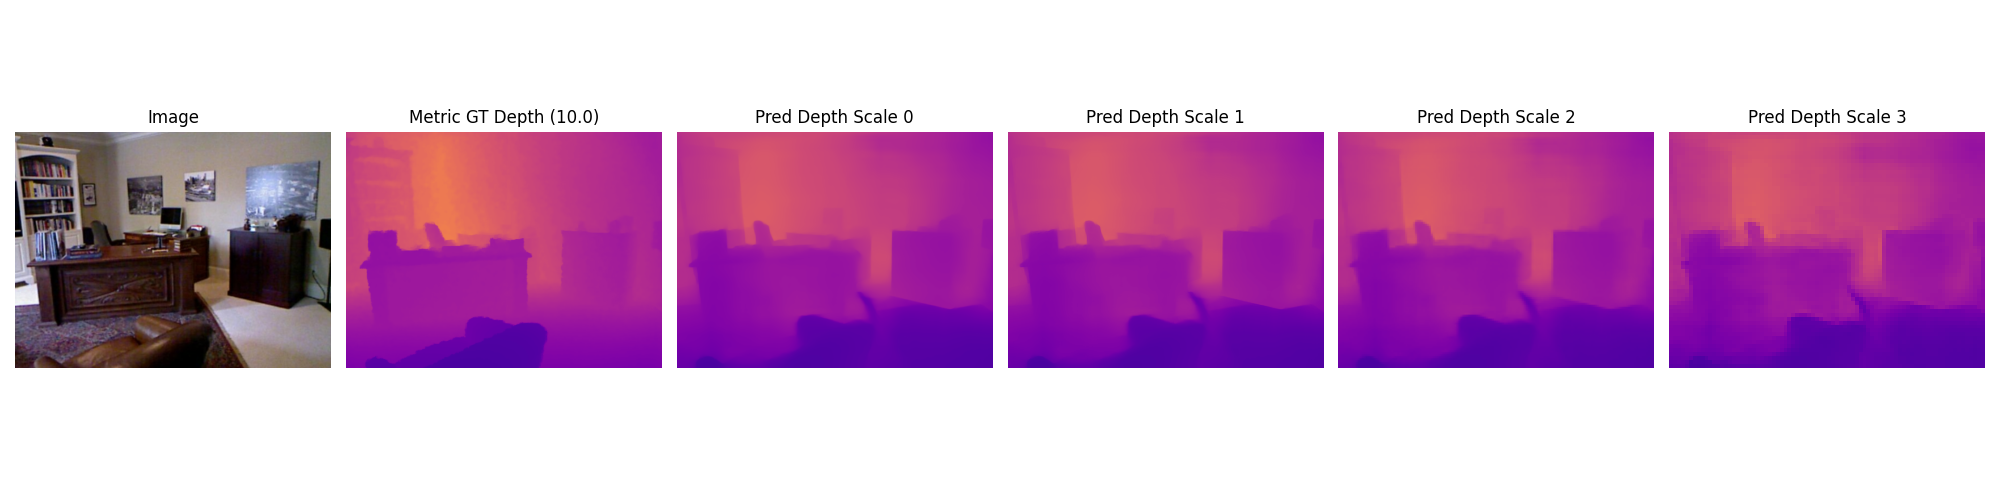 Image
Metric GT Depth (10.0)
Pred Depth Scale 0
Pred Depth Scale 1
Pred Depth Scale 2
Pred Depth Scale 3